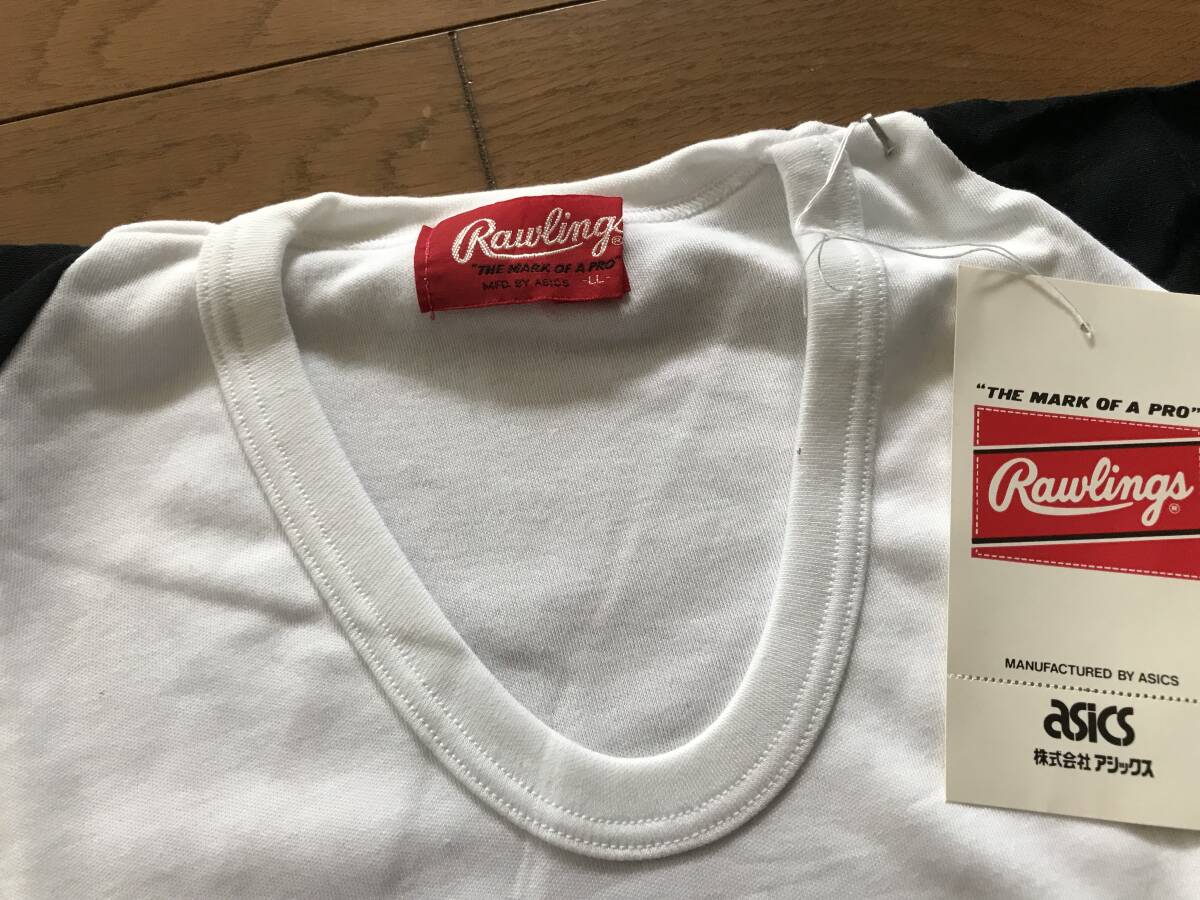 Rawlings®
"THE MARK OF A PRO"
MFD. BY ASICS -LL-
"THE MARK OF A PRO"
Rawlings®
MANUFACTURED BY ASICS
asics
株式会社 アシックス